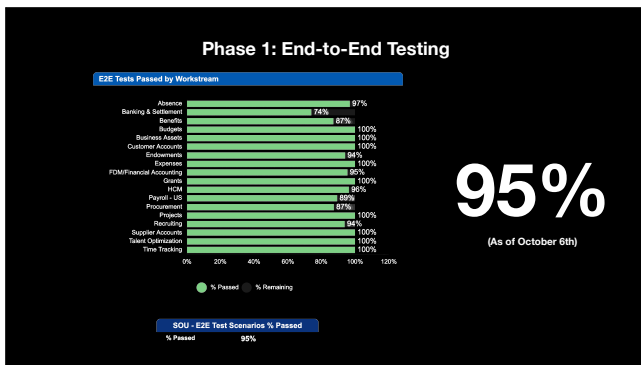 Phase 1: End-to-End Testing
E2E Tests Passed by Workstream
Absence 97%
Banking & Settlement 74%
Benefits 87%
Budgets 100%
Business Assets 100%
Customer Accounts 100%
Endowments 94%
Expenses 100%
FDM/Financial Accounting 95%
Grants 100%
HCM 96%
Payroll - US 89%
Procurement 87%
Projects 100%
Recruiting 94%
Supplier Accounts 100%
Talent Optimization 100%
Time Tracking 100%
0% 20% 40% 60% 80% 100% 120%
% Passed % Remaining
95%
(As of October 6th)
SOU - E2E Test Scenarios % Passed
% Passed 95%